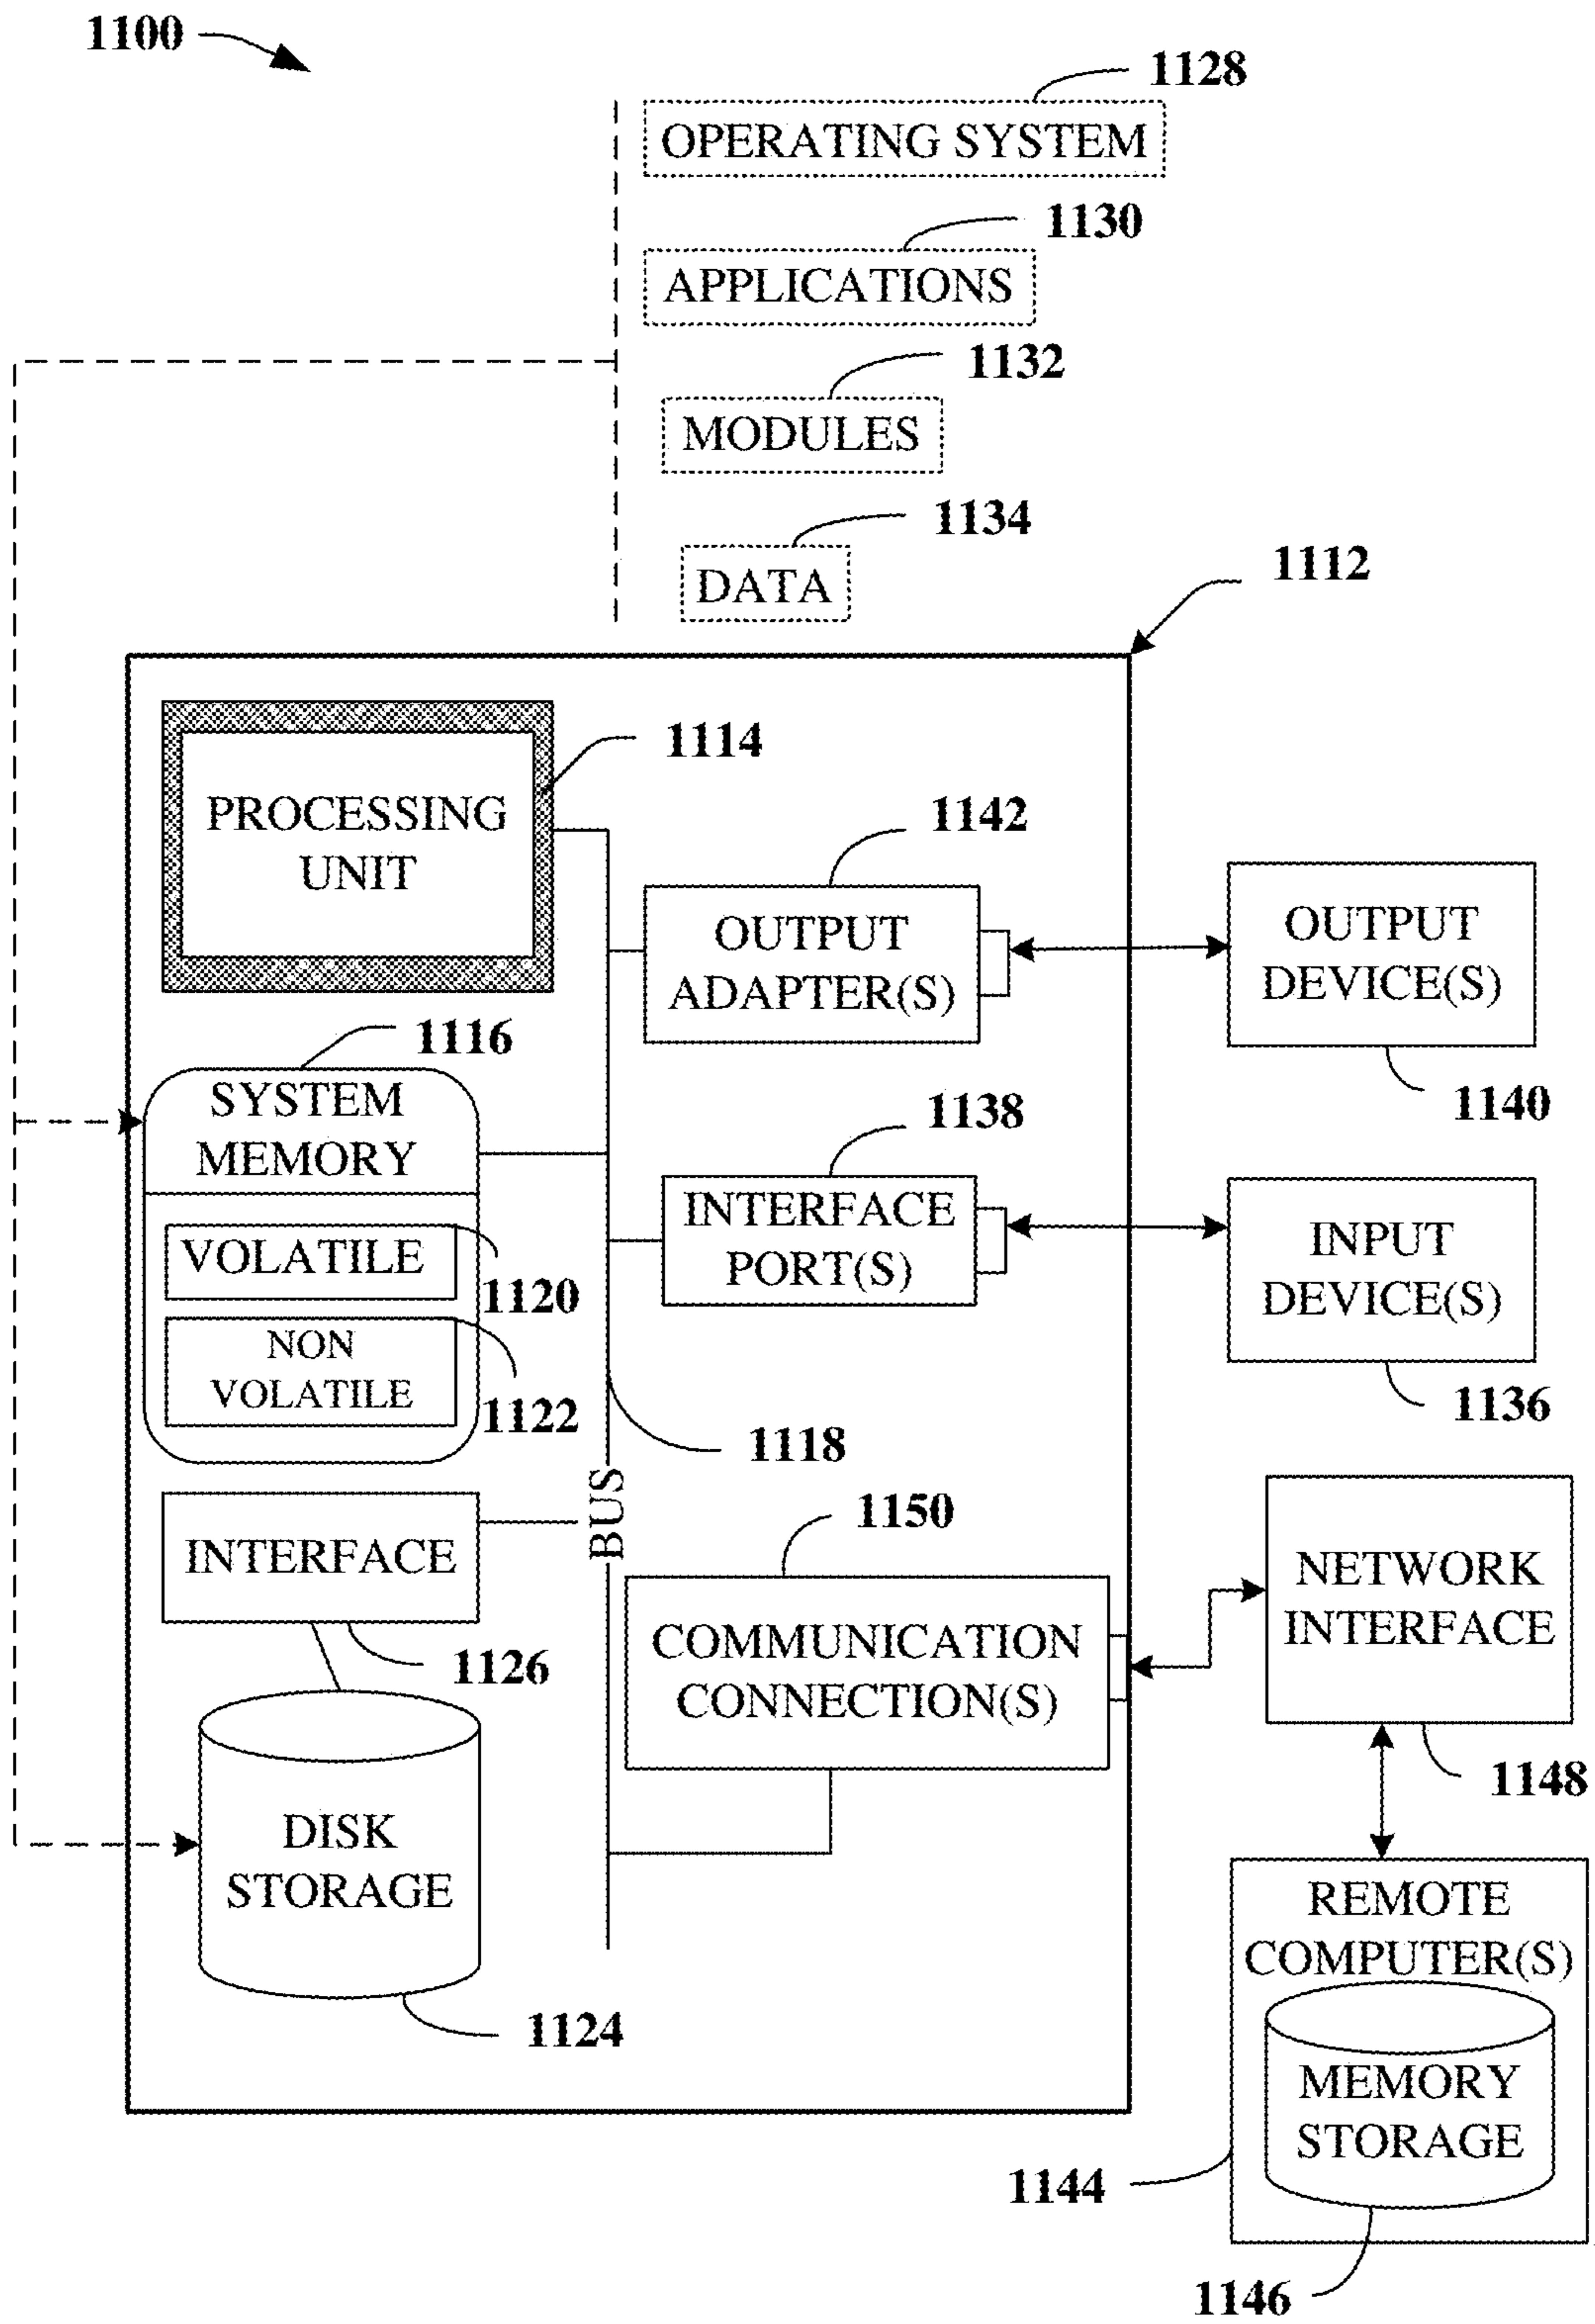 1100
1128
OPERATING SYSTEM
1130
APPLICATIONS
1132
MODULES
1134
DATA
1112
PROCESSING
UNIT
1114
1142
OUTPUT
ADAPTER(S)
OUTPUT
DEVICE(S)
1140
1116
SYSTEM
MEMORY
VOLATILE
1120
NON
VOLATILE
1122
1138
INTERFACE
PORT(S)
INPUT
DEVICE(S)
1136
1118
BUS
INTERFACE
1126
1150
COMMUNICATION
CONNECTION(S)
NETWORK
INTERFACE
1148
DISK
STORAGE
1124
REMOTE
COMPUTER(S)
MEMORY
STORAGE
1144
1146